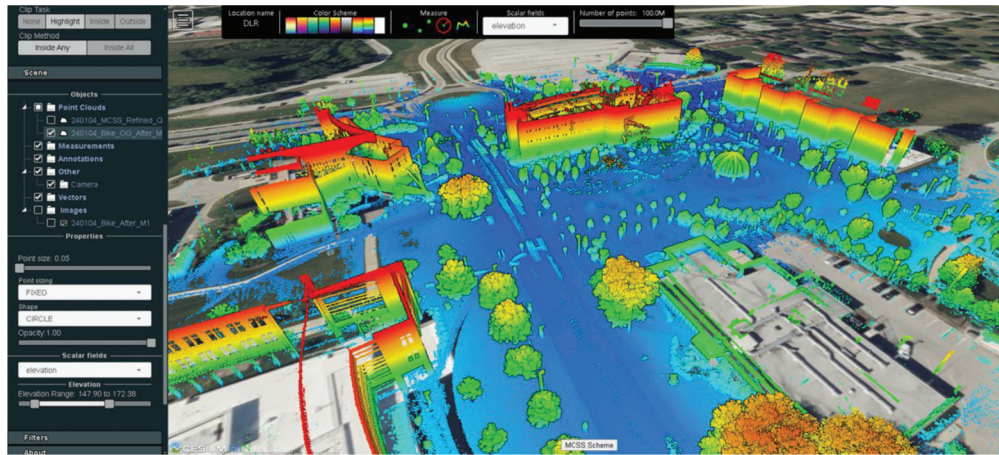 Clip Task
None Highlight Inside Outside
Clip Method
Inside Any Inside All
Scene
Objects
Point Clouds
240104_MCSS_Refined_Q
240104_Bike_OG_After_M
Measurements
Annotations
Other
Camera
Vectors
Images
240104_Bike_After_M1
Properties
Point size: 0.05
Point sizing
FIXED
Shape
CIRCLE
Opacity:1.00
Scalar fields
elevation
Elevation
Elevation Range: 147.90 to 172.38
Filters
About
Location name
DLR
Color Scheme
Measure
Scalar fields
elevation
Number of points: 100.0M
CESIUM
MCSS Scheme